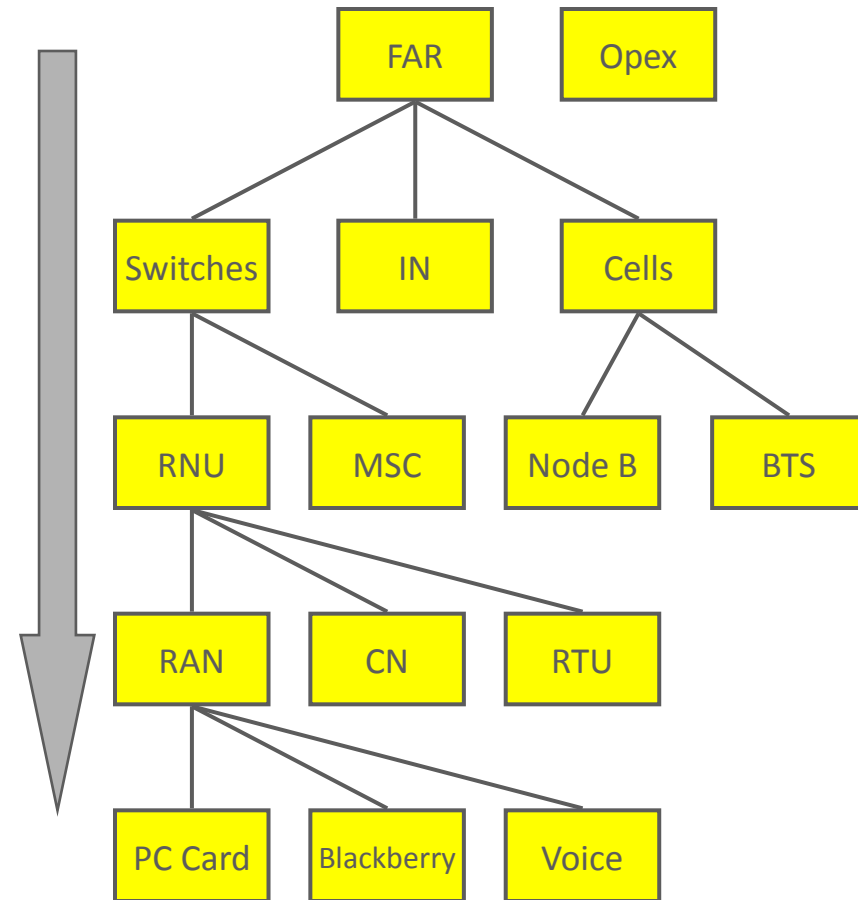 FAR
Opex
Switches
IN
Cells
RNU
MSC
Node B
BTS
RAN
CN
RTU
PC Card
Blackberry
Voice